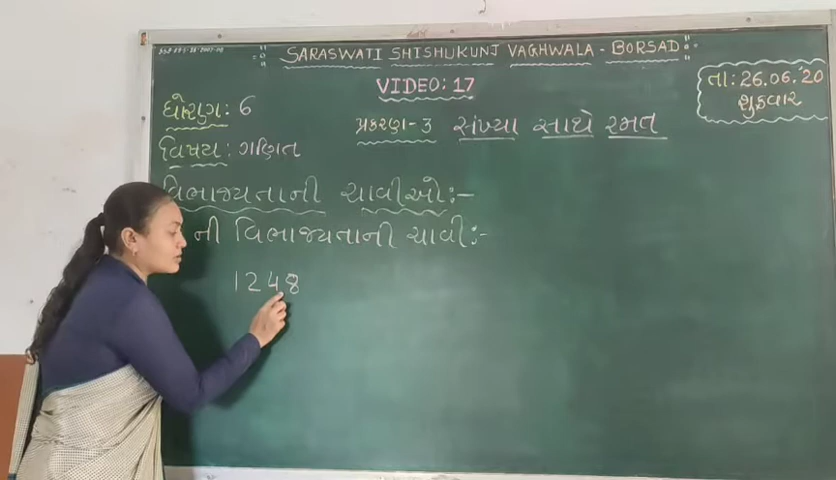 SARASWATI SHISHUKUNJ VAGHWALA - BORSAD
VIDEO: 17
તા: 26.06.'20
શુક્રવાર
ધોરણ: 6
પ્રકરણ-૩ સંખ્યા સાથે રમત
વિષય: ગણિત
વિભાજ્યતાની ચાવીઓ:-
ની વિભાજ્યતાની ચાવી:-
1248